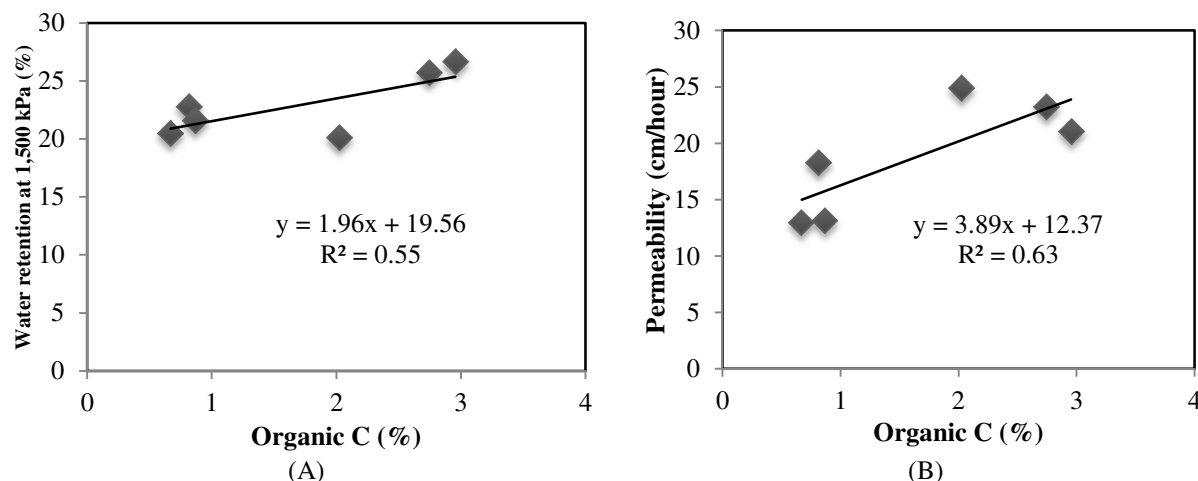 30
25
20
15
10
5
0
Water retention at 1,500 kPa (%)
y = 1.96x + 19.56
R² = 0.55
0 1 2 3 4
Organic C (%)
(A)
30
25
20
15
10
5
0
Permeability (cm/hour)
y = 3.89x + 12.37
R² = 0.63
0 1 2 3 4
Organic C (%)
(B)